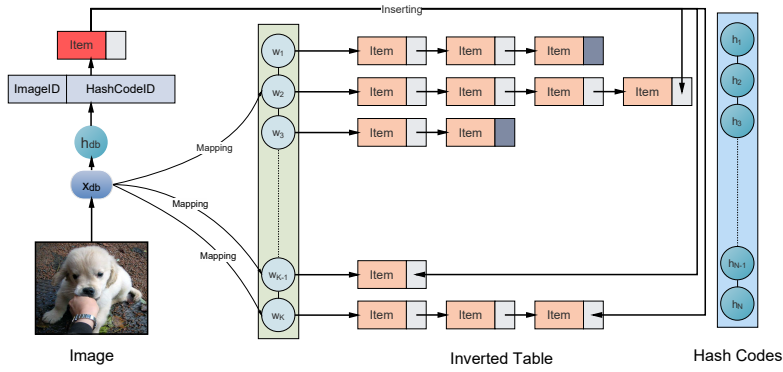 Inserting
Item
ImageID HashCodeID
h_db
x_db
Mapping
Mapping
Mapping
w_1 Item Item Item
w_2 Item Item Item Item
w_3 Item Item
w_K-1 Item
w_K Item Item Item
h_1
h_2
h_3
h_N-1
h_N
Image Inverted Table Hash Codes